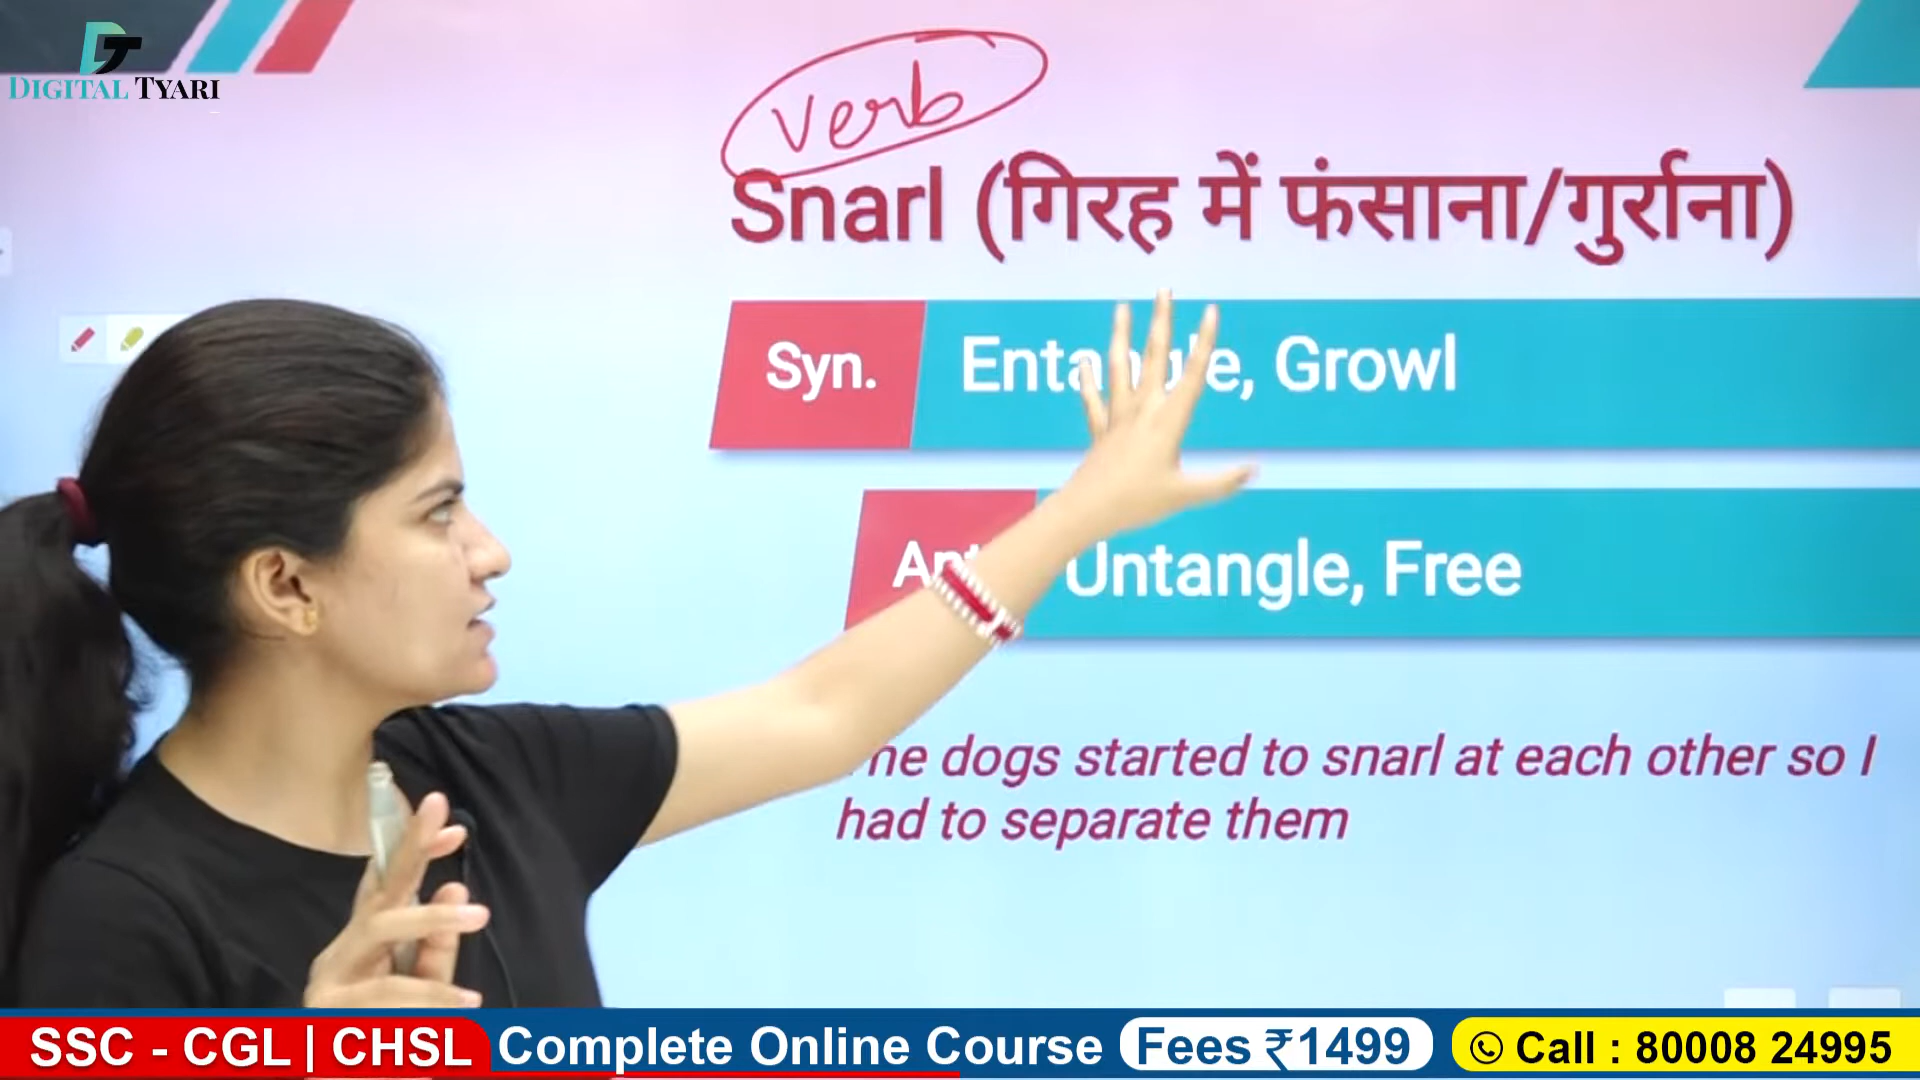 DIGITAL TYARI
verb
Snarl (गिरह में फंसाना/गुर्राना)
Syn. Entangle, Growl
Untangle, Free
dogs started to snarl at each other so I
had to separate them
SSC - CGL | CHSL Complete Online Course Fees ₹1499 Call : 80008 24995